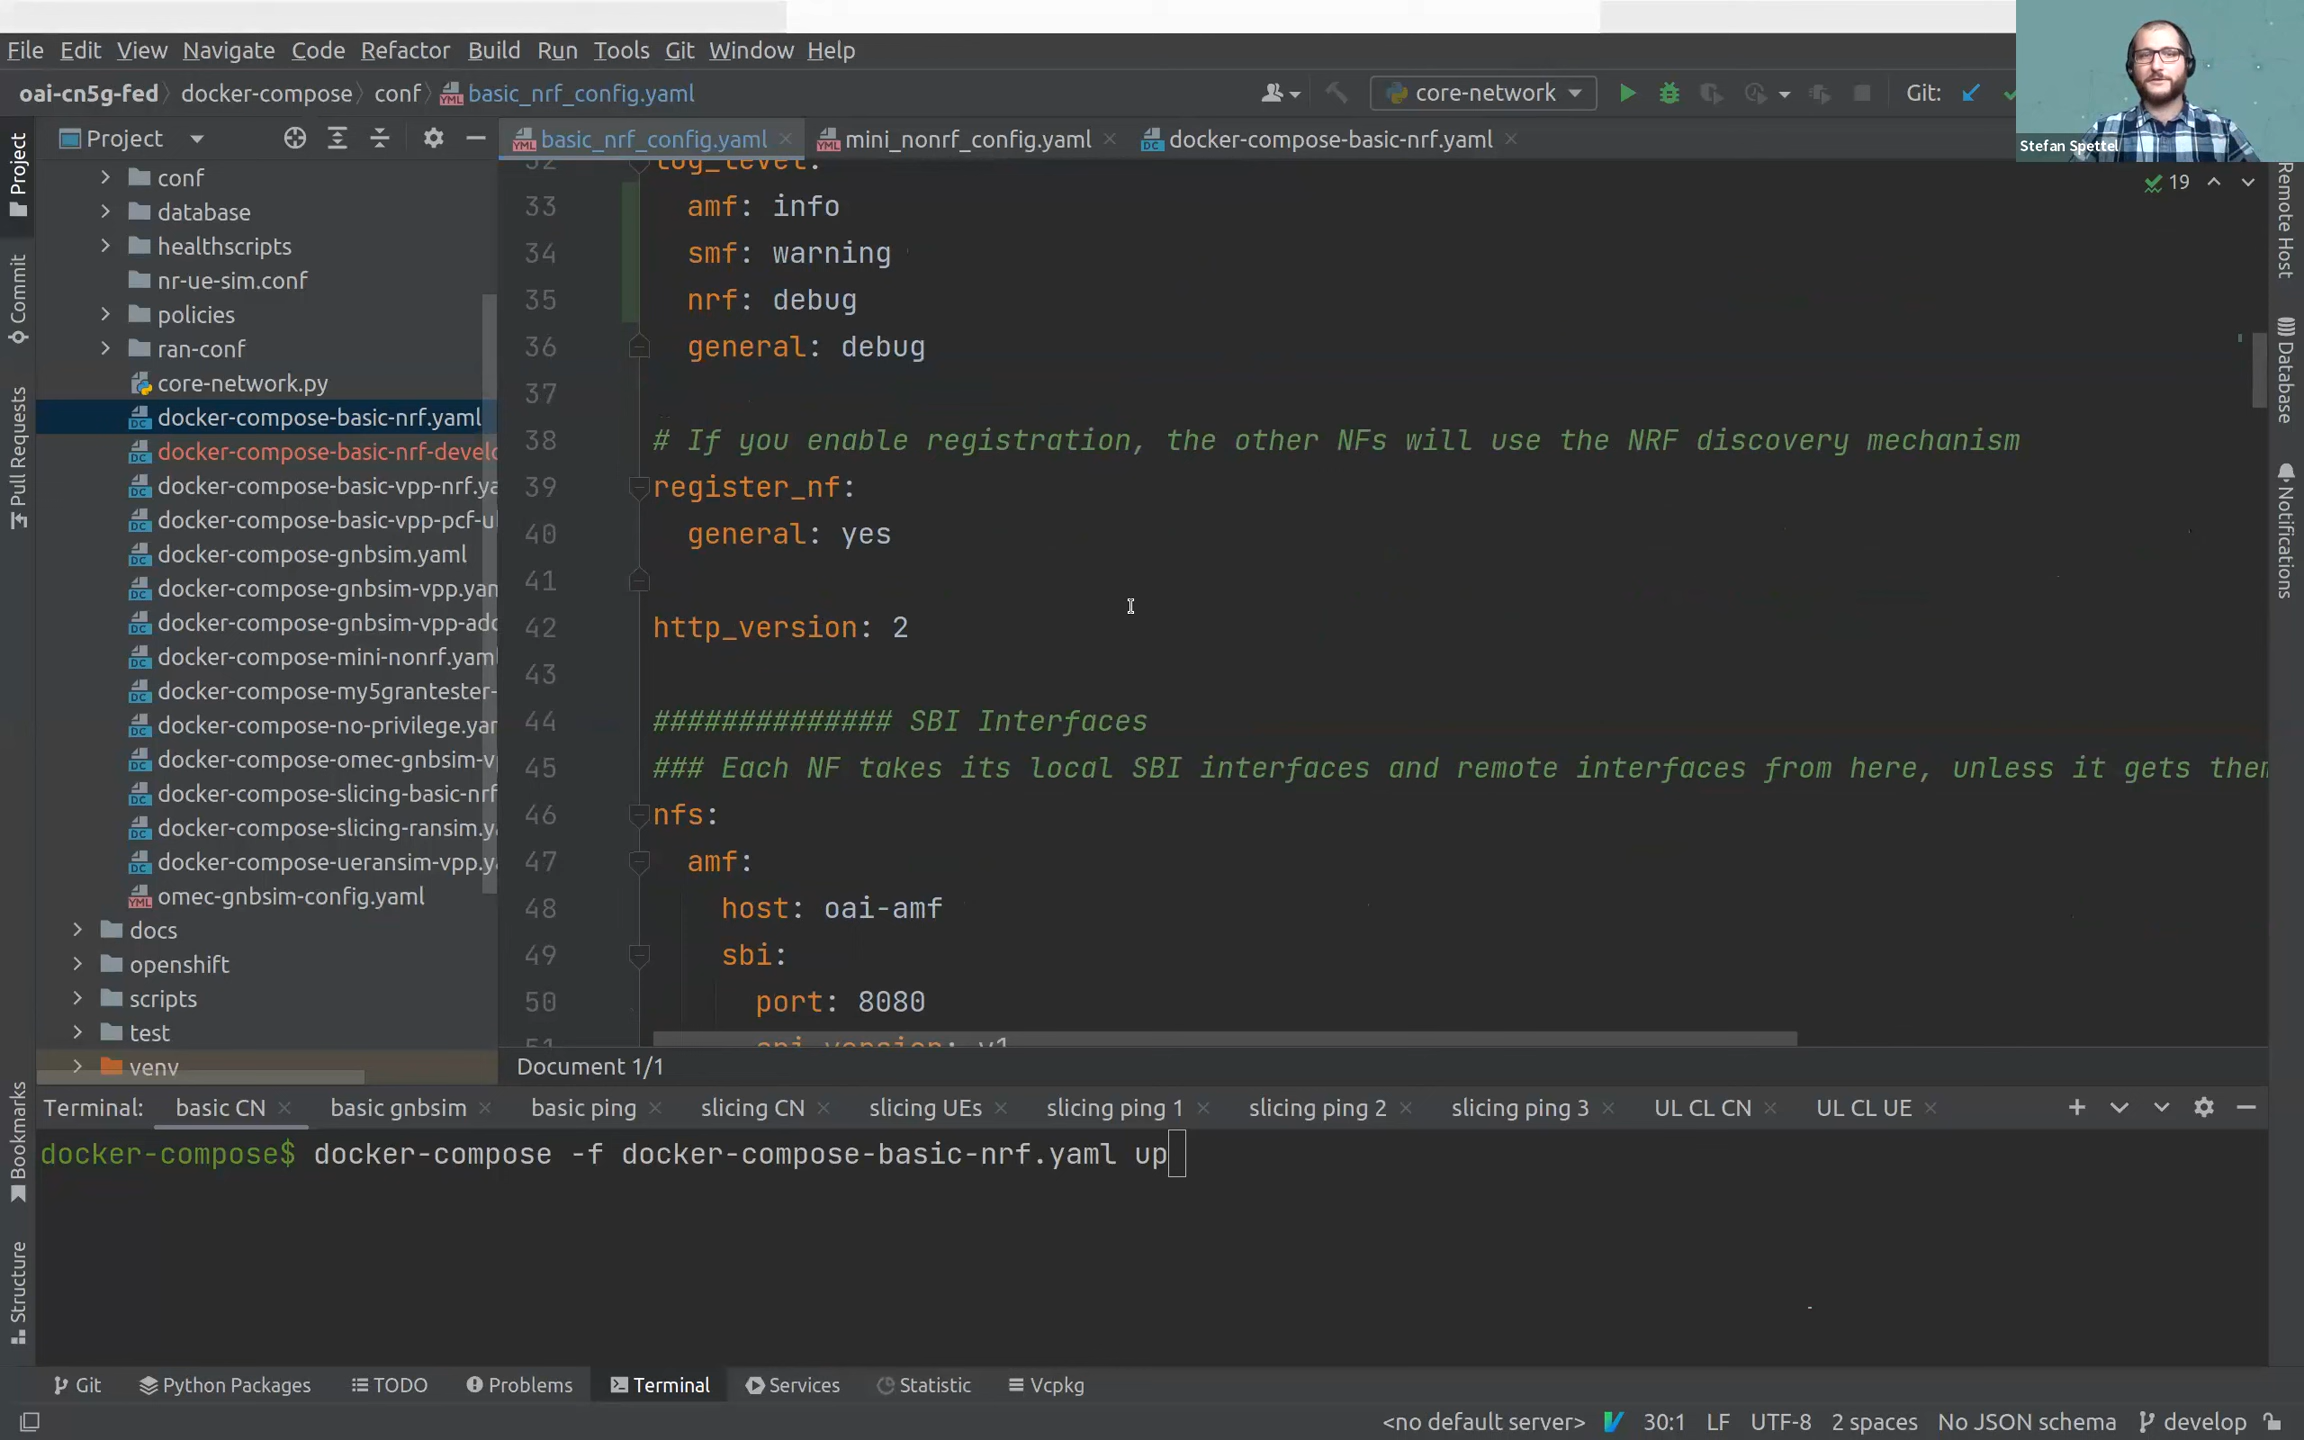 File Edit View Navigate Code Refactor Build Run Tools Git Window Help
oai-cn5g-fed docker-compose conf basic_nrf_config.yaml core-network Git:
Stefan Spettel
Project
basic_nrf_config.yaml mini_nonrf_config.yaml docker-compose-basic-nrf.yaml
19
Project
Commit
Pull Requests
Bookmarks
Structure
Remote Host
Database
Notifications
conf
database
healthscripts
nr-ue-sim.conf
policies
ran-conf
core-network.py
docker-compose-basic-nrf.yaml
docker-compose-basic-nrf-develo
docker-compose-basic-vpp-nrf.ya
docker-compose-basic-vpp-pcf-u
docker-compose-gnbsim.yaml
docker-compose-gnbsim-vpp.yam
docker-compose-gnbsim-vpp-add
docker-compose-mini-nonrf.yaml
docker-compose-my5grantester-
docker-compose-no-privilege.yam
docker-compose-omec-gnbsim-v
docker-compose-slicing-basic-nrf
docker-compose-slicing-ransim.y
docker-compose-ueransim-vpp.y
omec-gnbsim-config.yaml
docs
openshift
scripts
test
venv
32 log_level:
33 amf: info
34 smf: warning
35 nrf: debug
36 general: debug
37
38 # If you enable registration, the other NFs will use the NRF discovery mechanism
39 register_nf:
40 general: yes
41
42 http_version: 2
43
44 ############## SBI Interfaces
45 ### Each NF takes its local SBI interfaces and remote interfaces from here, unless it gets them
46 nfs:
47 amf:
48 host: oai-amf
49 sbi:
50 port: 8080
51 api_version: v1
Document 1/1
Terminal: basic CN basic gnbsim basic ping slicing CN slicing UEs slicing ping 1 slicing ping 2 slicing ping 3 UL CL CN UL CL UE
docker-compose$ docker-compose -f docker-compose-basic-nrf.yaml up
Git Python Packages TODO Problems Terminal Services Statistic Vcpkg
<no default server> 30:1 LF UTF-8 2 spaces No JSON schema develop